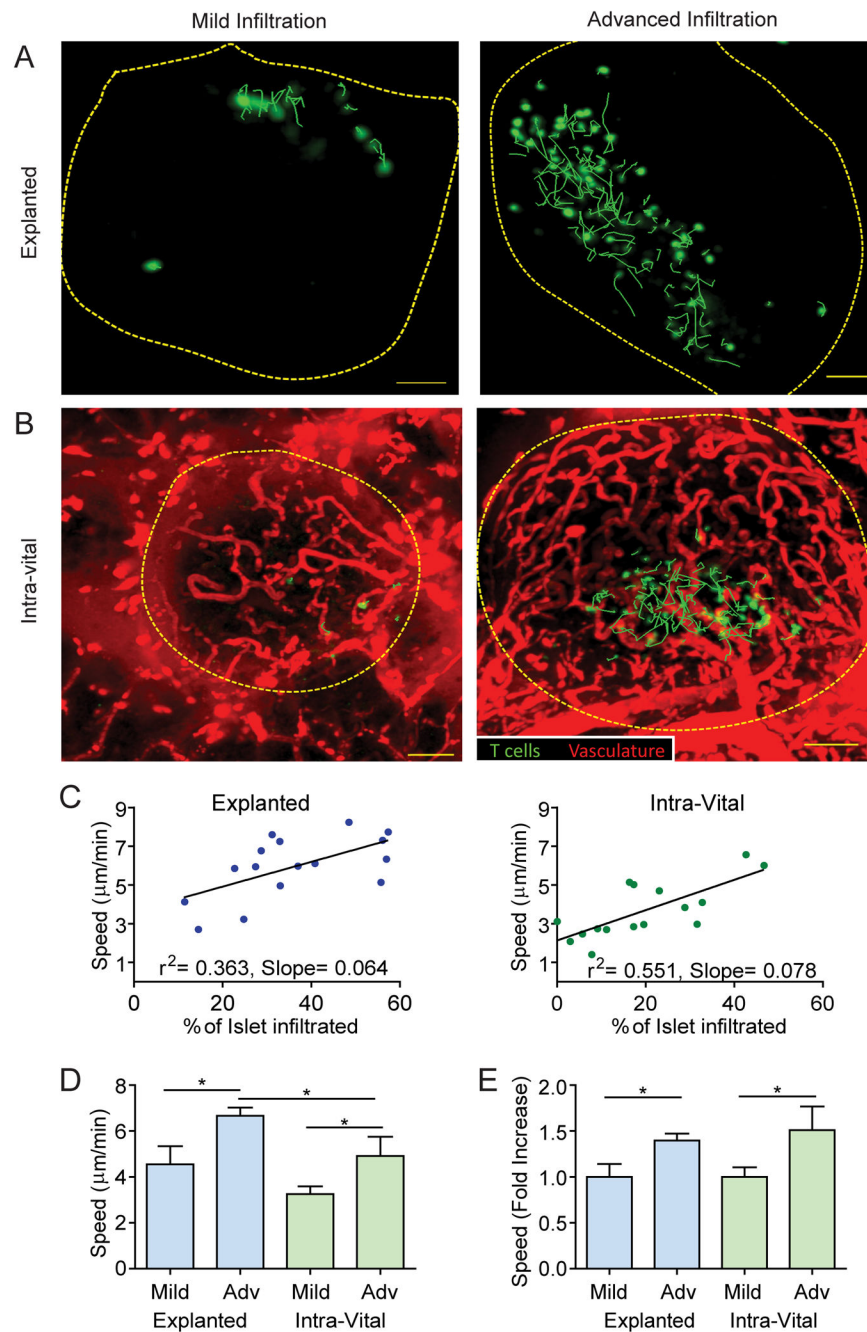 Mild Infiltration
Advanced Infiltration
A
Explanted
B
Intra-vital
T cells Vasculature
C
Explanted
Speed (μm/min)
9
7
5
3
1
r2= 0.363, Slope= 0.064
0 20 40 60
% of Islet infiltrated
Intra-Vital
Speed (μm/min)
9
7
5
3
1
r2= 0.551, Slope= 0.078
0 20 40 60
% of Islet infiltrated
D
Speed (μm/min)
8
6
4
2
0
* * *
Mild Adv Mild Adv
Explanted Intra-Vital
E
Speed (Fold Increase)
2.0
1.5
1.0
0.5
0.0
* *
Mild Adv Mild Adv
Explanted Intra-Vital